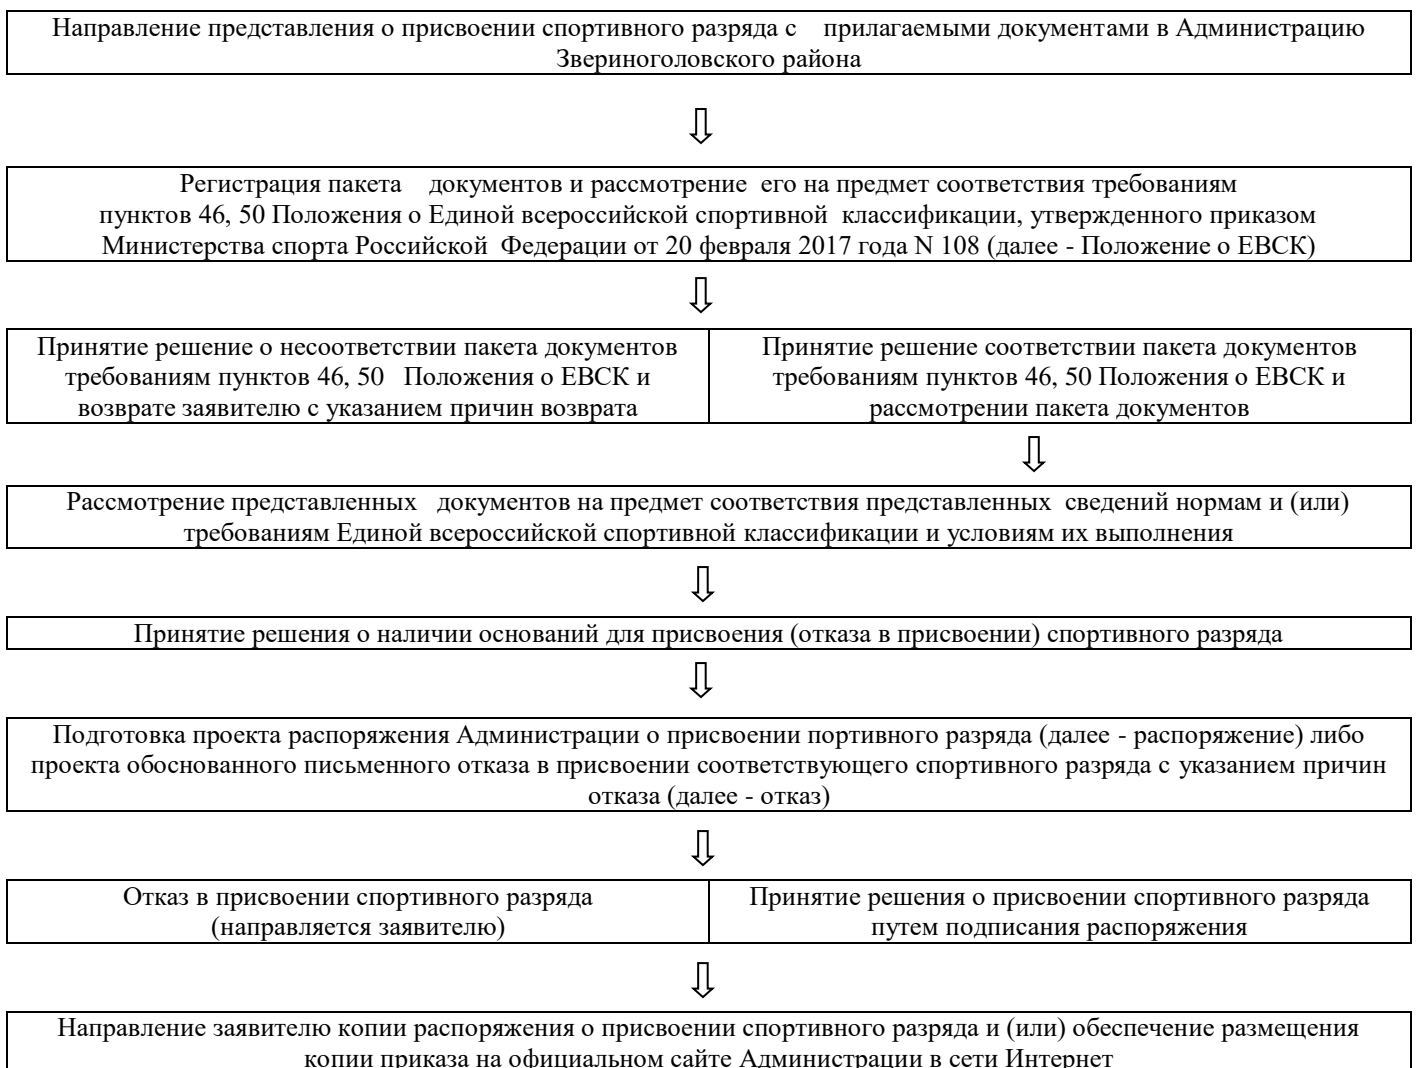 Направление представления о присвоении спортивного разряда с прилагаемыми документами в Администрацию
Звериноголовского района
Регистрация пакета документов и рассмотрение его на предмет соответствия требованиям
пунктов 46, 50 Положения о Единой всероссийской спортивной классификации, утвержденного приказом
Министерства спорта Российской Федерации от 20 февраля 2017 года N 108 (далее - Положение о ЕВСК)
Принятие решение о несоответствии пакета документов
требованиям пунктов 46, 50 Положения о ЕВСК и
возврате заявителю с указанием причин возврата
Принятие решение соответствии пакета документов
требованиям пунктов 46, 50 Положения о ЕВСК и
рассмотрении пакета документов
Рассмотрение представленных документов на предмет соответствия представленных сведений нормам и (или)
требованиям Единой всероссийской спортивной классификации и условиям их выполнения
Принятие решения о наличии оснований для присвоения (отказа в присвоении) спортивного разряда
Подготовка проекта распоряжения Администрации о присвоении портивного разряда (далее - распоряжение) либо
проекта обоснованного письменного отказа в присвоении соответствующего спортивного разряда с указанием причин
отказа (далее - отказ)
Отказ в присвоении спортивного разряда
(направляется заявителю)
Принятие решения о присвоении спортивного разряда
путем подписания распоряжения
Направление заявителю копии распоряжения о присвоении спортивного разряда и (или) обеспечение размещения
копии приказа на официальном сайте Администрации в сети Интернет